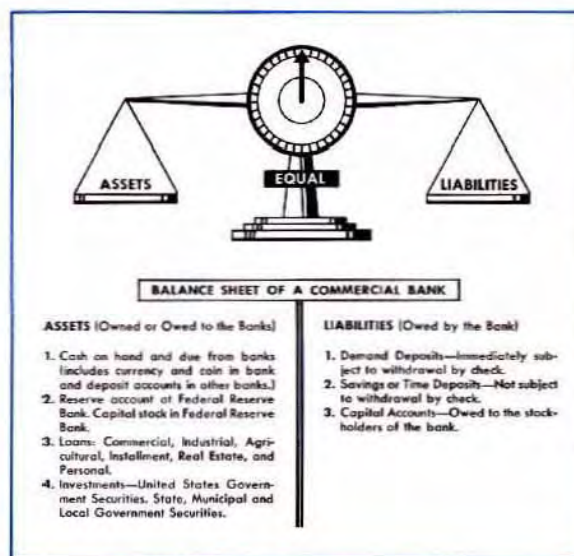 ASSETS
EQUAL
LIABILITIES
BALANCE SHEET OF A COMMERCIAL BANK
ASSETS (Owned or Owed to the Banks)
1. Cash on hand and due from banks
(includes currency and coin in bank
and deposit accounts in other banks.)
2. Reserve account at Federal Reserve
Bank. Capital stock in Federal Reserve
Bank.
3. Loans: Commercial, Industrial, Agri-
cultural, Installment, Real Estate, and
Personal.
4. Investments—United States Govern-
ment Securities. State, Municipal and
Local Government Securities.
LIABILITIES (Owed by the Bank)
1. Demand Deposits—Immediately sub-
ject to withdrawal by check.
2. Savings or Time Deposits—Not subject
to withdrawal by check.
3. Capital Accounts—Owed to the stock-
holders of the bank.